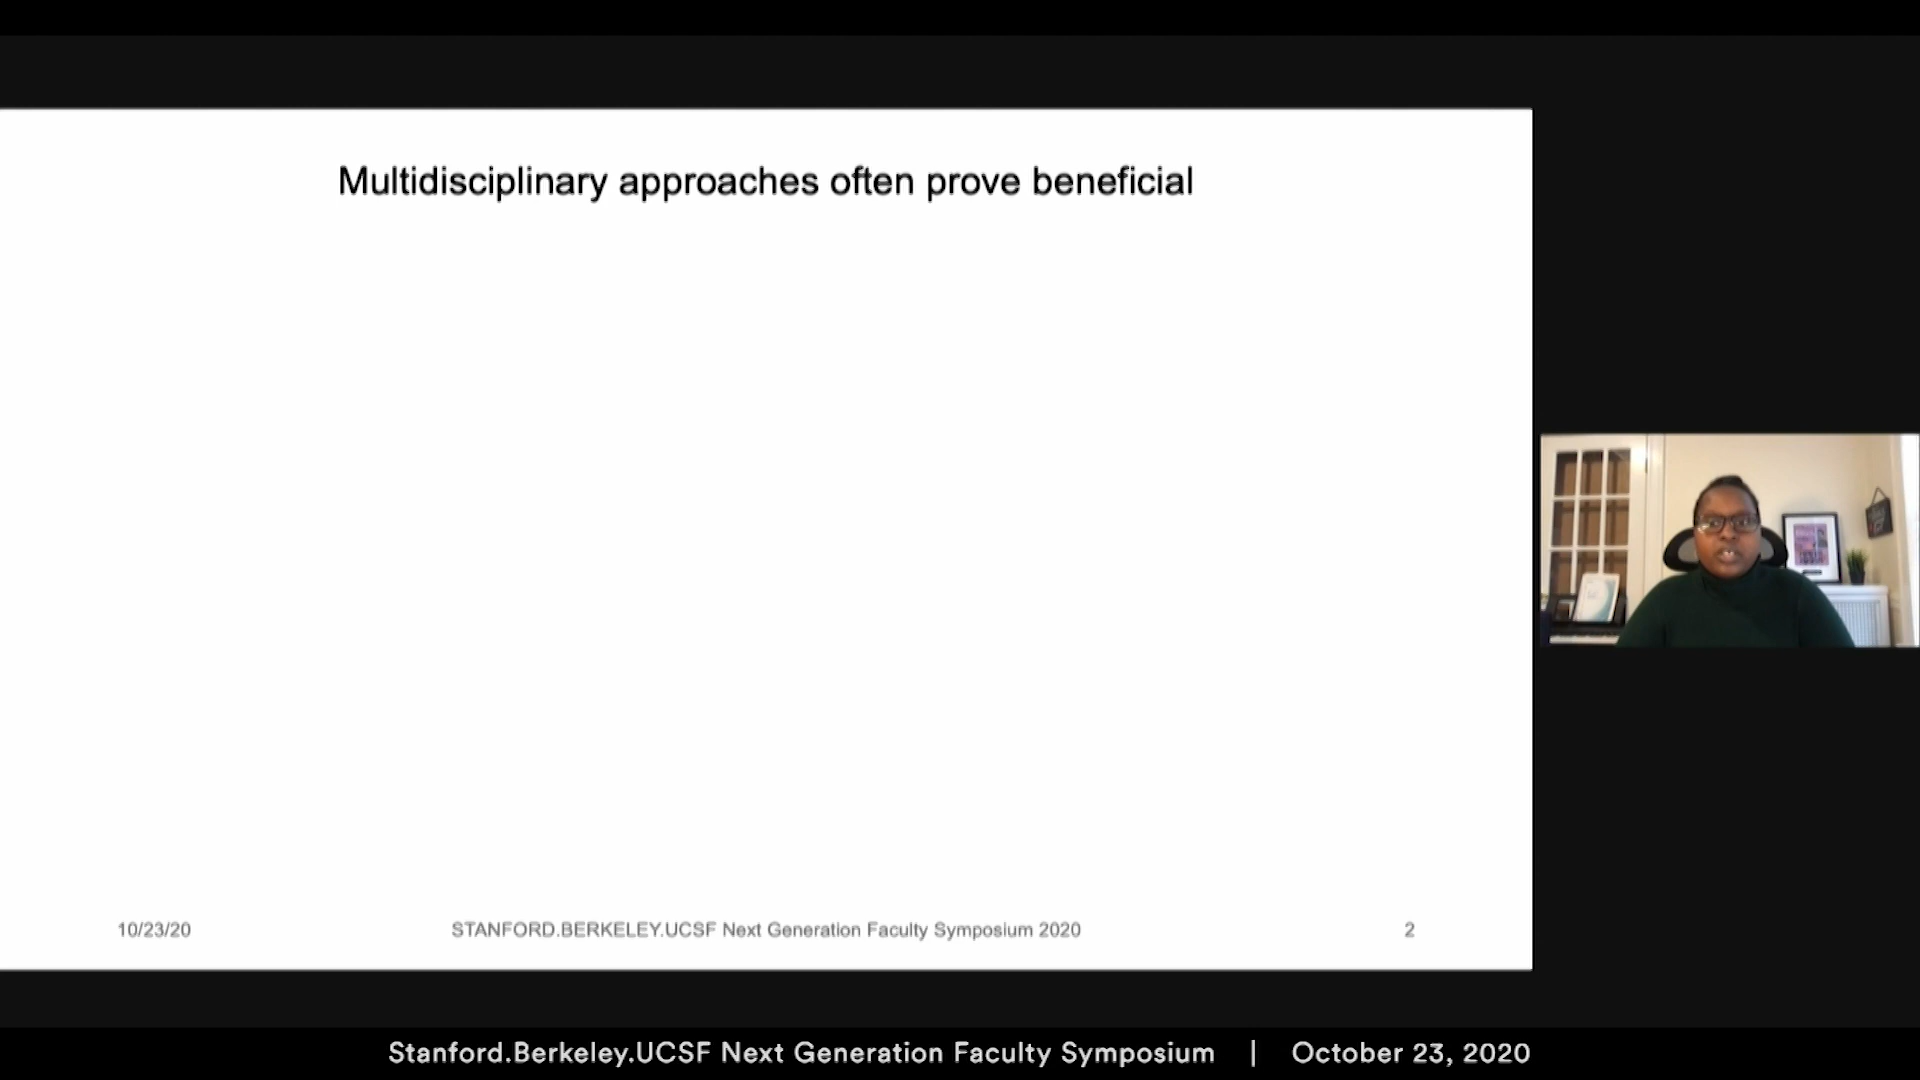 Multidisciplinary approaches often prove beneficial
10/23/20
STANFORD.BERKELEY.UCSF Next Generation Faculty Symposium 2020
2
Stanford.Berkeley.UCSF Next Generation Faculty Symposium | October 23, 2020